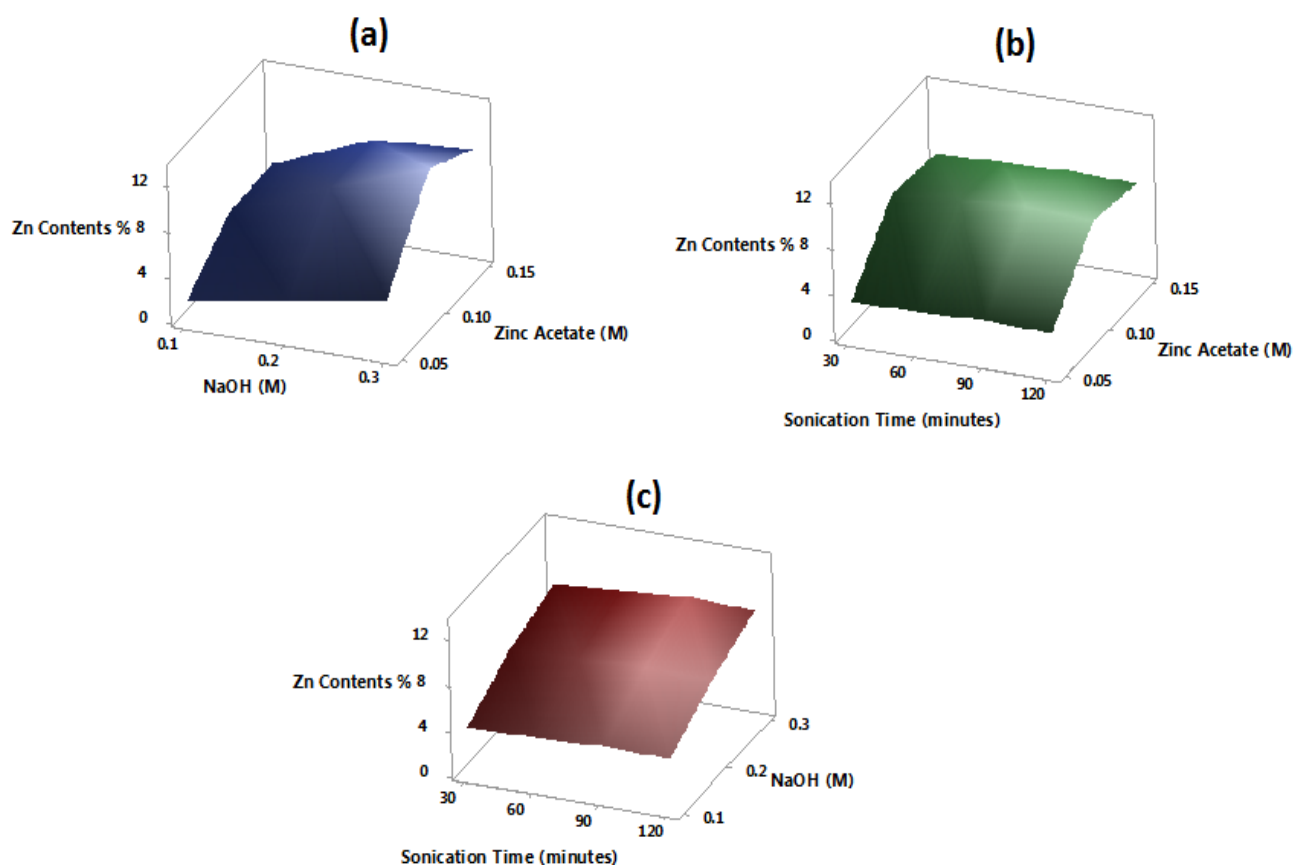 (a)
12
Zn Contents % 8
4
0
0.1
0.2
0.3
NaOH (M)
0.05
0.10
0.15
Zinc Acetate (M)
(b)
12
Zn Contents % 8
4
0
30
60
90
120
Sonication Time (minutes)
0.05
0.10
0.15
Zinc Acetate (M)
(c)
12
Zn Contents % 8
4
0
30
60
90
120
Sonication Time (minutes)
0.1
0.2
0.3
NaOH (M)